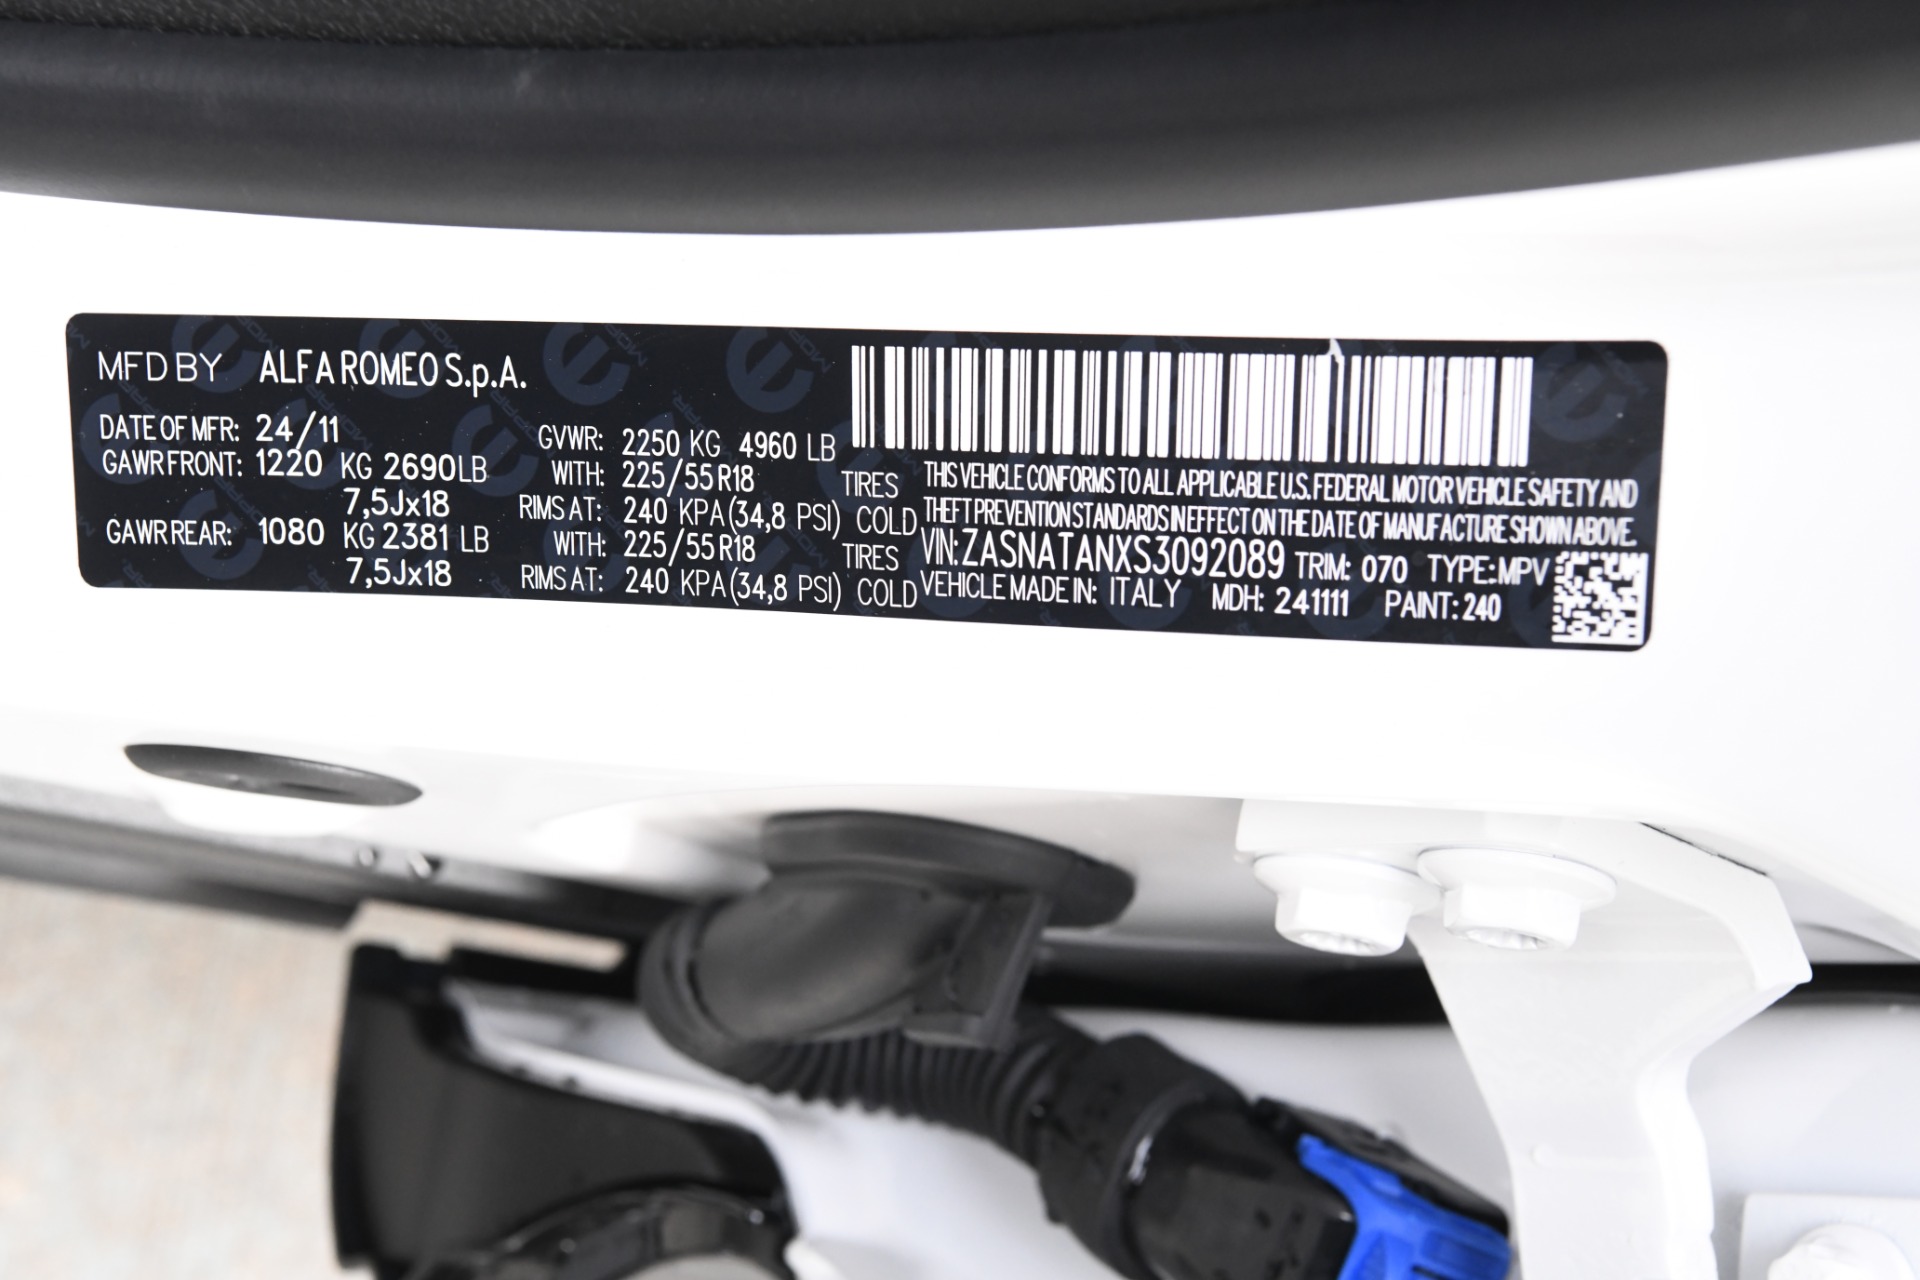 MFD BY ALFA ROMEO S.p.A.
DATE OF MFR: 24/11
GAWR FRONT: 1220 KG 2690 LB
7,5Jx18
GAWR REAR: 1080 KG 2381 LB
7,5Jx18
GVWR: 2250 KG 4960 LB
WITH: 225/55 R18 TIRES
RIMS AT: 240 KPA (34,8 PSI) COLD
WITH: 225/55 R18 TIRES
RIMS AT: 240 KPA (34,8 PSI) COLD
THIS VEHICLE CONFORMS TO ALL APPLICABLE U.S. FEDERAL MOTOR VEHICLE SAFETY AND
THEFT PREVENTION STANDARDS IN EFFECT ON THE DATE OF MANUFACTURE SHOWN ABOVE.
VIN: ZASNATANXS3092089 TRIM: 070 TYPE: MPV
VEHICLE MADE IN: ITALY MDH: 241111 PAINT: 240